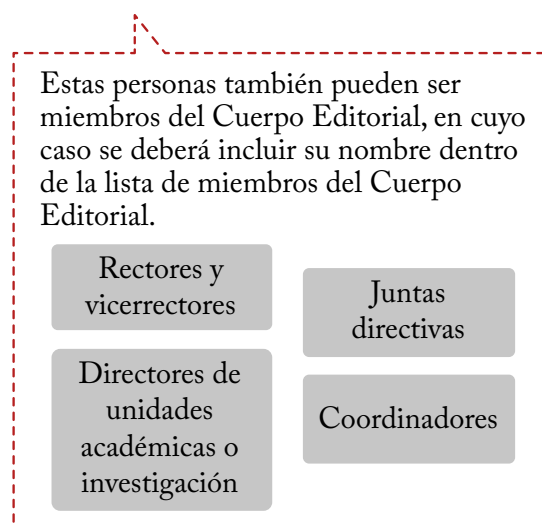 Estas personas también pueden ser
miembros del Cuerpo Editorial, en cuyo
caso se deberá incluir su nombre dentro
de la lista de miembros del Cuerpo
Editorial.
Rectores y
vicerrectores
Juntas
directivas
Directores de
unidades
académicas o
investigación
Coordinadores